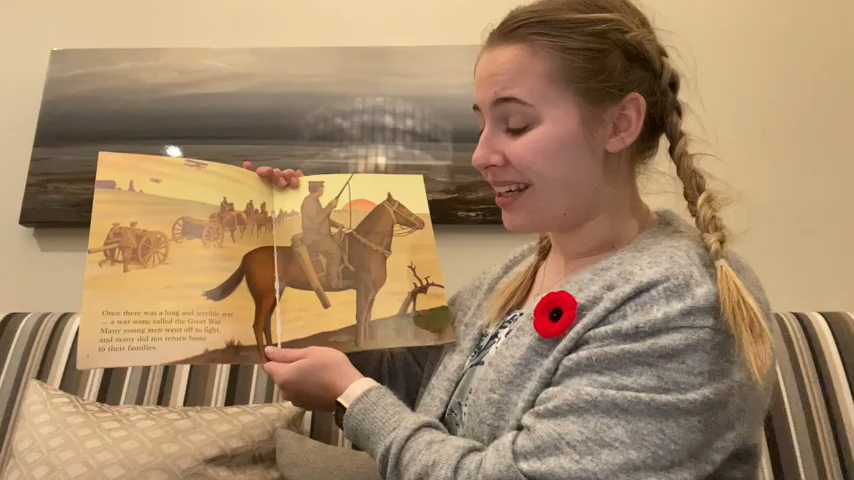 Once there was a long and terrible war
— a war some called the Great War.
Many young men went off to fight,
and many did not return home
to their families.